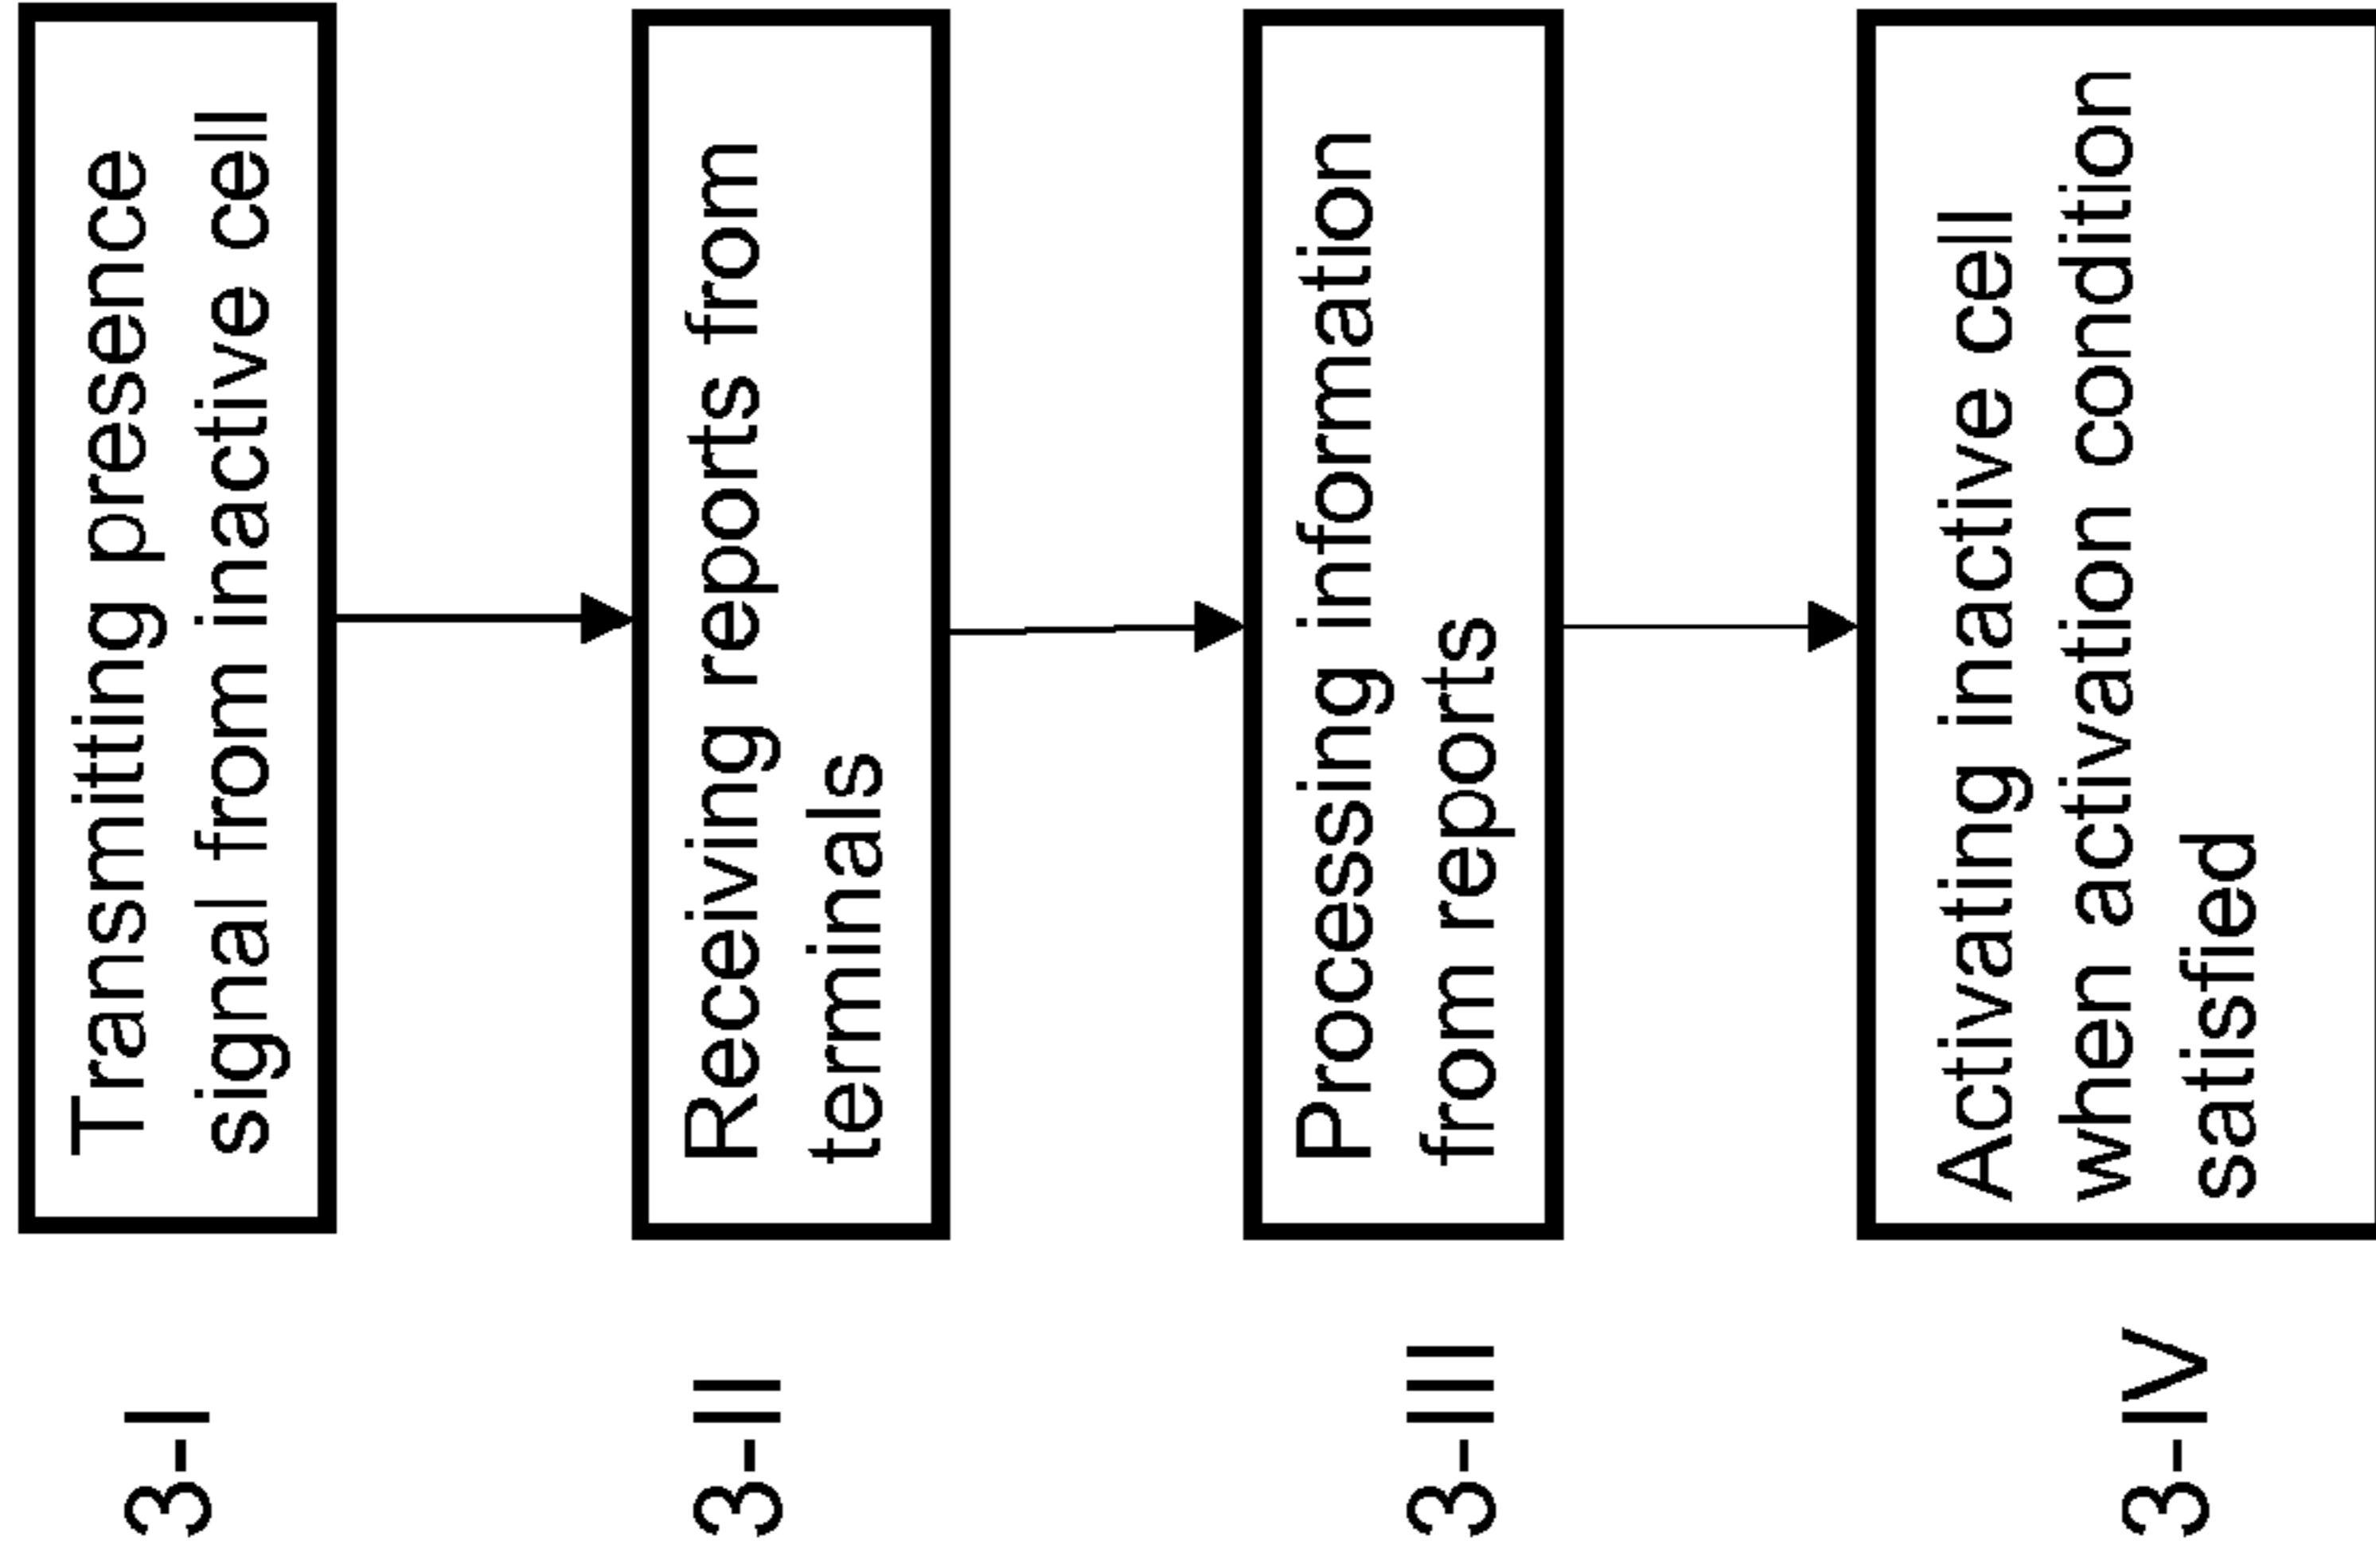 3-I
Transmitting presence
signal from inactive cell
3-II
Receiving reports from
terminals
3-III
Processing information
from reports
3-IV
Activating inactive cell
when activation condition
satisfied